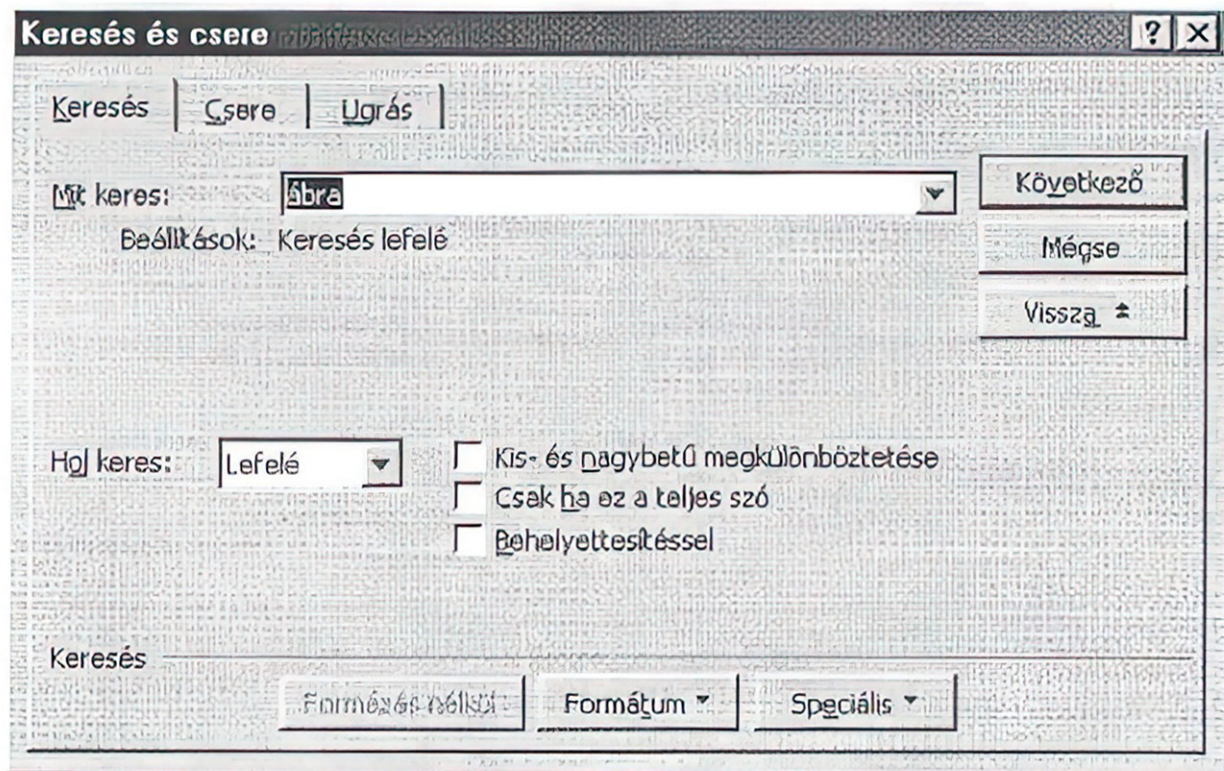 Keresés és csere
Keresés Csere Ugrás
Mit keres: ábra Következő
Beállítások: Keresés lefelé Mégse
Vissza
Hol keres: Lefelé Kis- és nagybetű megkülönböztetése
Csak ha ez a teljes szó
Behelyettesítéssel
Keresés
Formázás nélkül Formátum Speciális